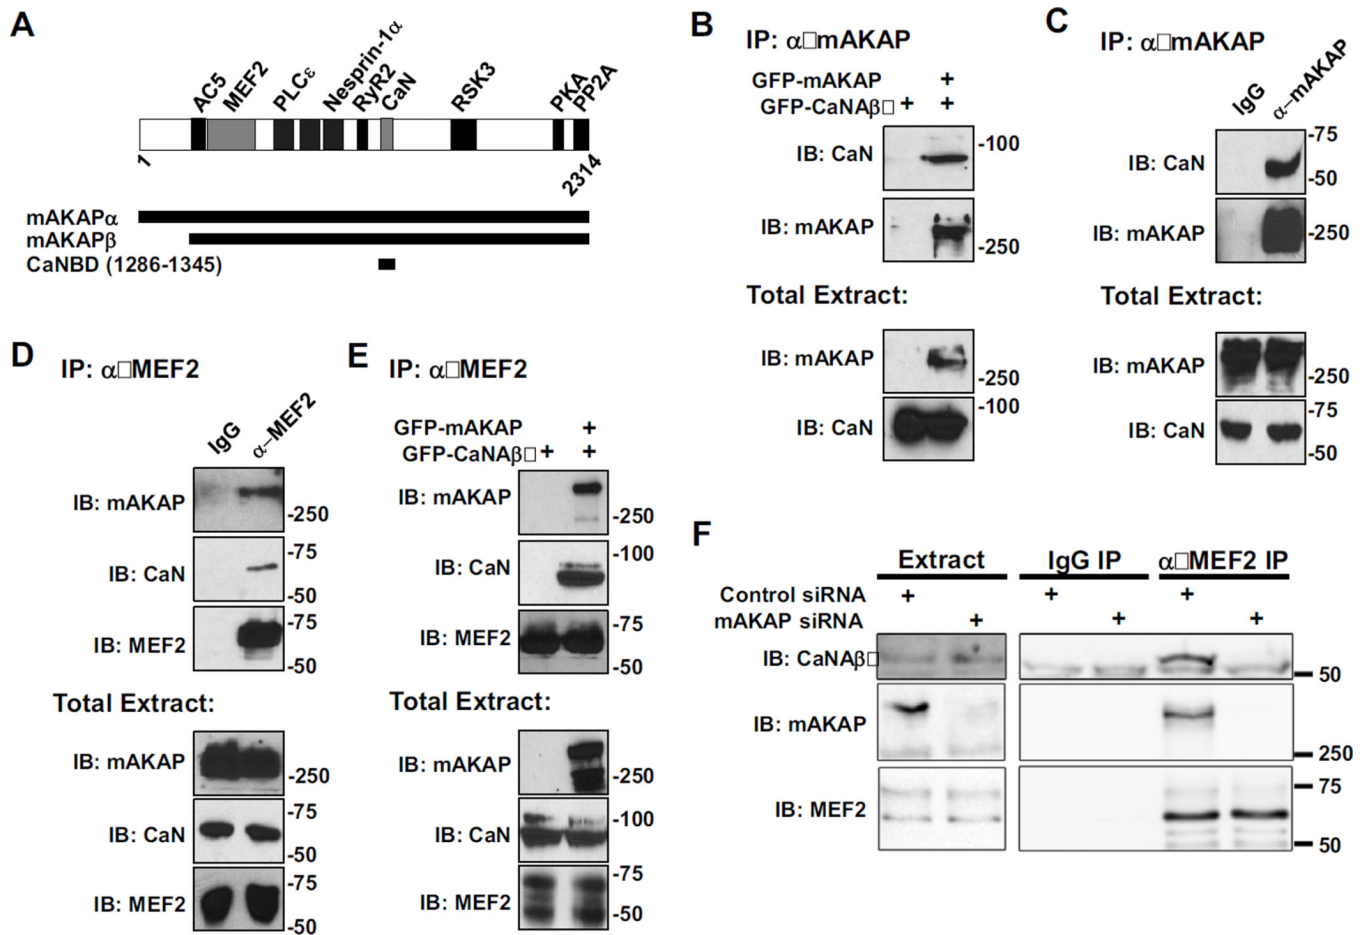 A
AC5
MEF2
PLCε
Nesprin-1α
RyR2
CaN
RSK3
PKA
PP2A
1
2314
mAKAPα
mAKAPβ
CaNBD (1286-1345)
B
IP: α□mAKAP
GFP-mAKAP +
GFP-CaNAβ□ + +
IB: CaN -100
IB: mAKAP -250
Total Extract:
IB: mAKAP -250
IB: CaN -100
C
IP: α□mAKAP
IgG
α–mAKAP
-75
IB: CaN
-50
IB: mAKAP -250
Total Extract:
IB: mAKAP
-250
-75
IB: CaN
-50
D
IP: α□MEF2
IgG
α–MEF2
IB: mAKAP
-250
-75
IB: CaN
-50
-75
IB: MEF2
-50
Total Extract:
IB: mAKAP
-250
-75
IB: CaN
-50
-75
IB: MEF2
-50
E
IP: α□MEF2
GFP-mAKAP +
GFP-CaNAβ□ + +
IB: mAKAP
-250
-100
IB: CaN
-75
IB: MEF2
-50
Total Extract:
IB: mAKAP
-250
-100
IB: CaN
-75
IB: MEF2
-50
F
Extract IgG IP α□MEF2 IP
Control siRNA + + +
mAKAP siRNA + + +
IB: CaNAβ□
50
IB: mAKAP
250
75
IB: MEF2
50